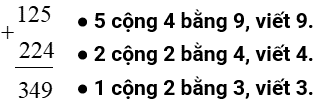 125
+
224
349
● 5 cộng 4 bằng 9, viết 9.
● 2 cộng 2 bằng 4, viết 4.
● 1 cộng 2 bằng 3, viết 3.